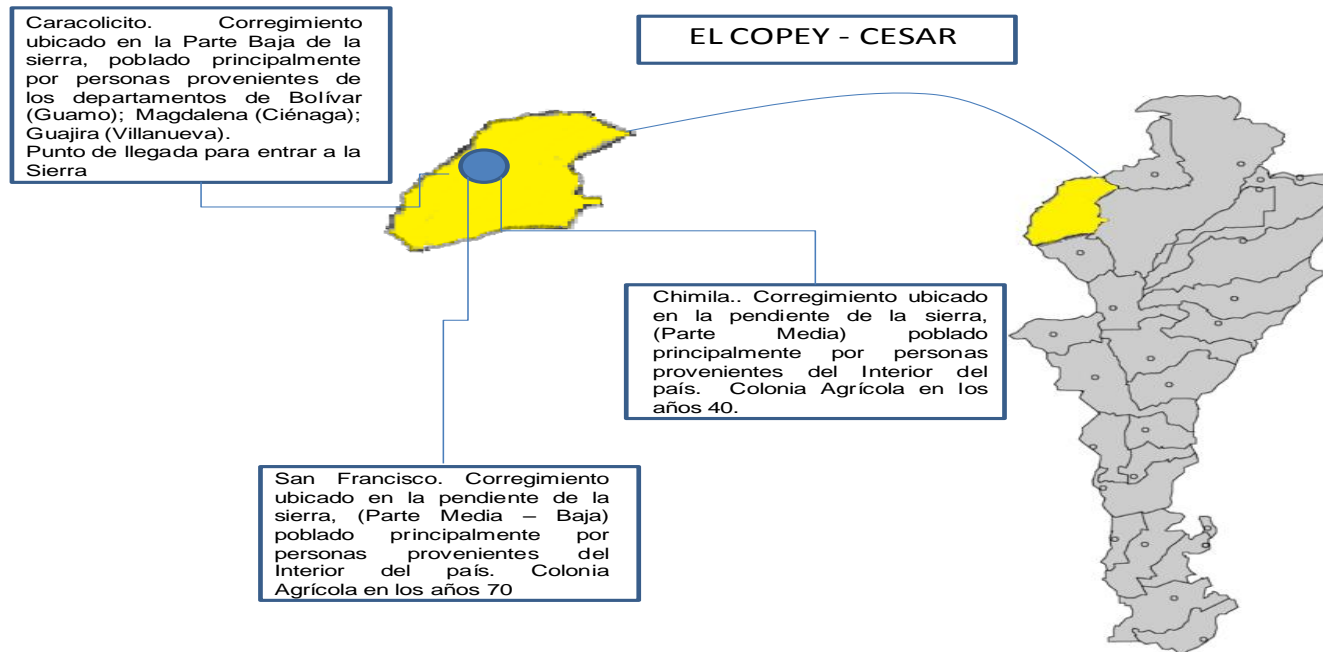 Caracolicito. Corregimiento
ubicado en la Parte Baja de la
sierra, poblado principalmente
por personas provenientes de
los departamentos de Bolívar
(Guamo); Magdalena (Ciénaga);
Guajira (Villanueva).
Punto de llegada para entrar a la
Sierra
EL COPEY - CESAR
Chimila.. Corregimiento ubicado
en la pendiente de la sierra,
(Parte Media) poblado
principalmente por personas
provenientes del Interior del
país. Colonia Agrícola en los
años 40.
San Francisco. Corregimiento
ubicado en la pendiente de la
sierra, (Parte Media – Baja)
poblado principalmente por
personas provenientes del
Interior del país. Colonia
Agrícola en los años 70